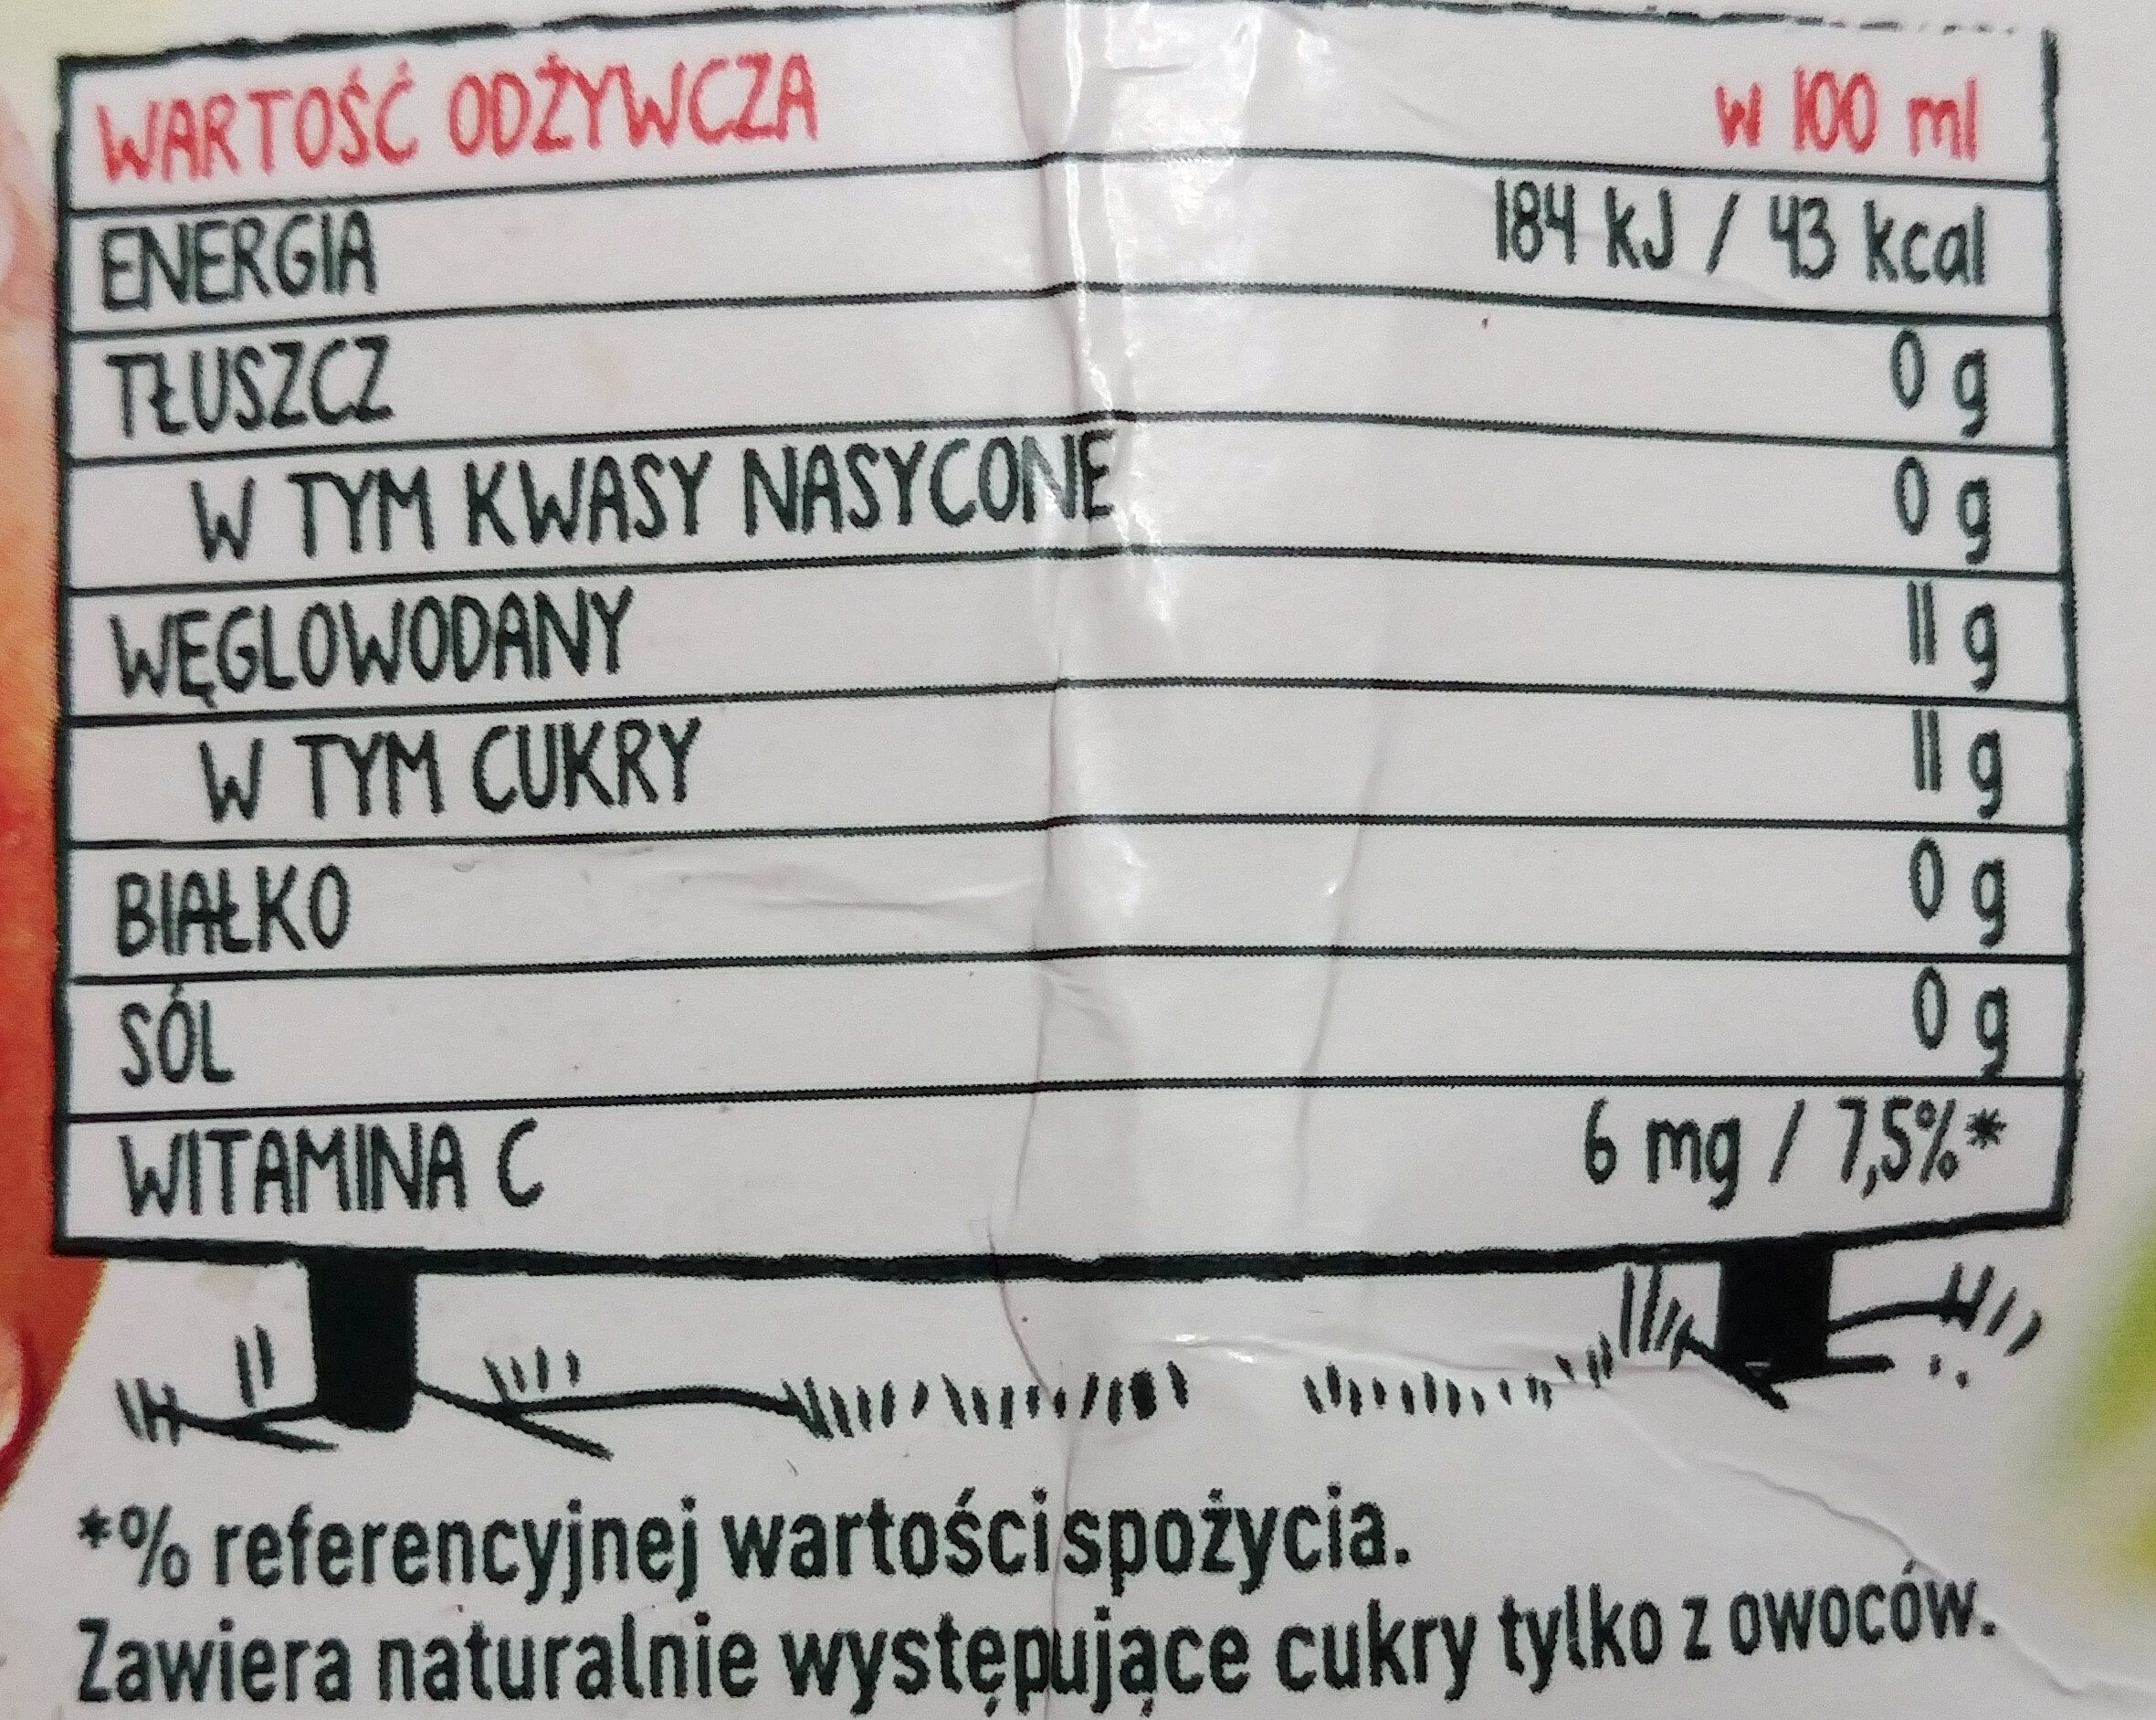 WARTOŚĆ ODŻYWCZA w 100 ml
ENERGIA 184 kJ / 43 kcal
TŁUSZCZ 0 g
W TYM KWASY NASYCONE 0 g
WĘGLOWODANY 11 g
W TYM CUKRY 11 g
BIAŁKO 0 g
SÓL 0 g
WITAMINA C 6 mg / 7,5%*
*% referencyjnej wartości spożycia.
Zawiera naturalnie występujące cukry tylko z owoców.